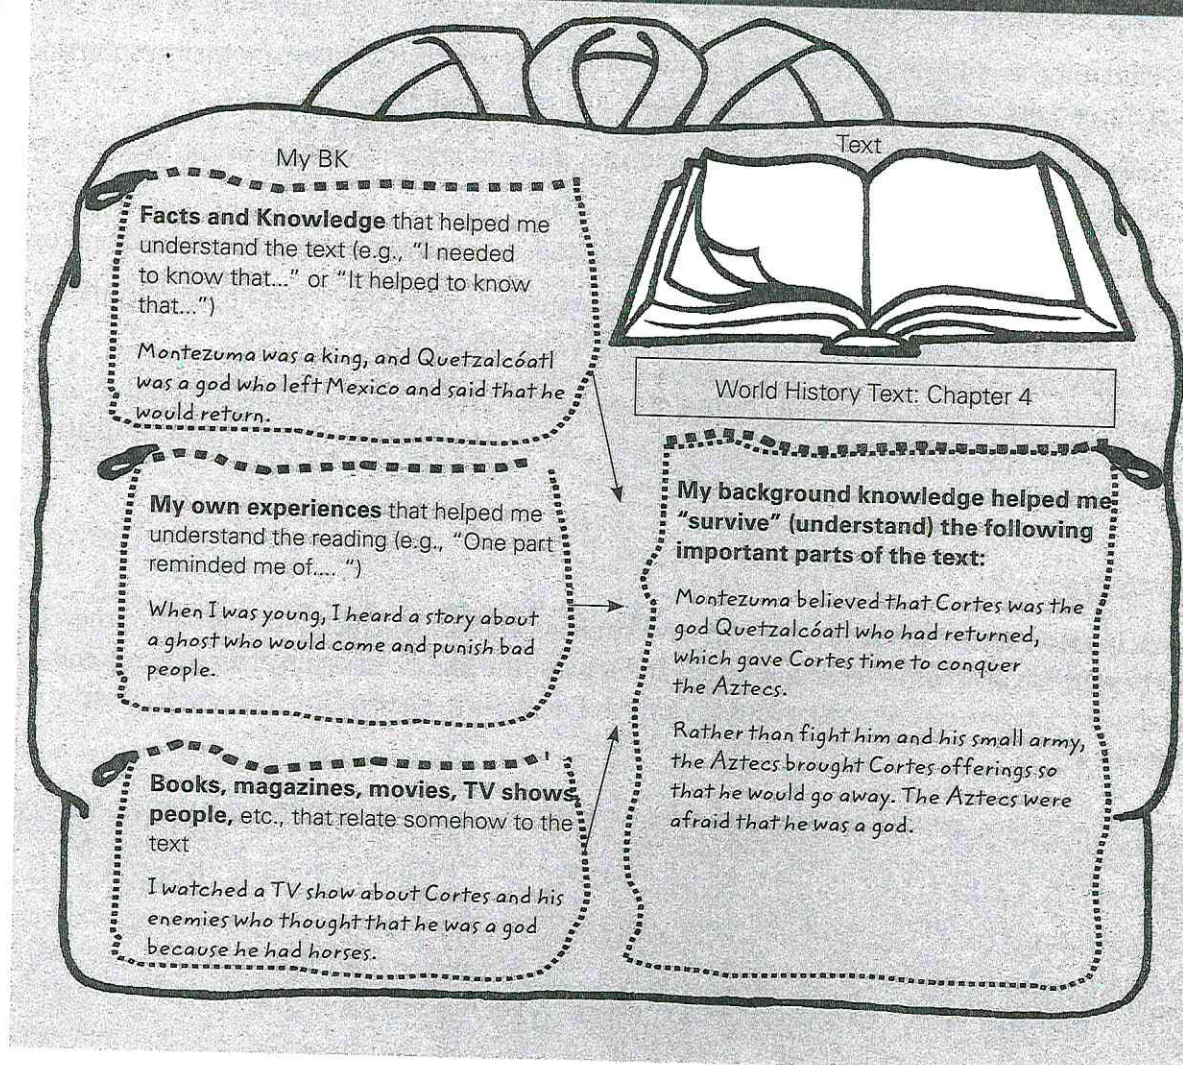 My BK
Facts and Knowledge that helped me
understand the text (e.g., “I needed
to know that...” or “It helped to know
that...”)
Montezuma was a king, and Quetzalcóatl
was a god who left Mexico and said that he
would return.
My own experiences that helped me
understand the reading (e.g., “One part
reminded me of.... ”)
When I was young, I heard a story about
a ghost who would come and punish bad
people.
Books, magazines, movies, TV shows,
people, etc., that relate somehow to the
text
I watched a TV show about Cortes and his
enemies who thought that he was a god
because he had horses.
Text
World History Text: Chapter 4
My background knowledge helped me
“survive” (understand) the following
important parts of the text:
Montezuma believed that Cortes was the
god Quetzalcóatl who had returned,
which gave Cortes time to conquer
the Aztecs.
Rather than fight him and his small army,
the Aztecs brought Cortes offerings so
that he would go away. The Aztecs were
afraid that he was a god.